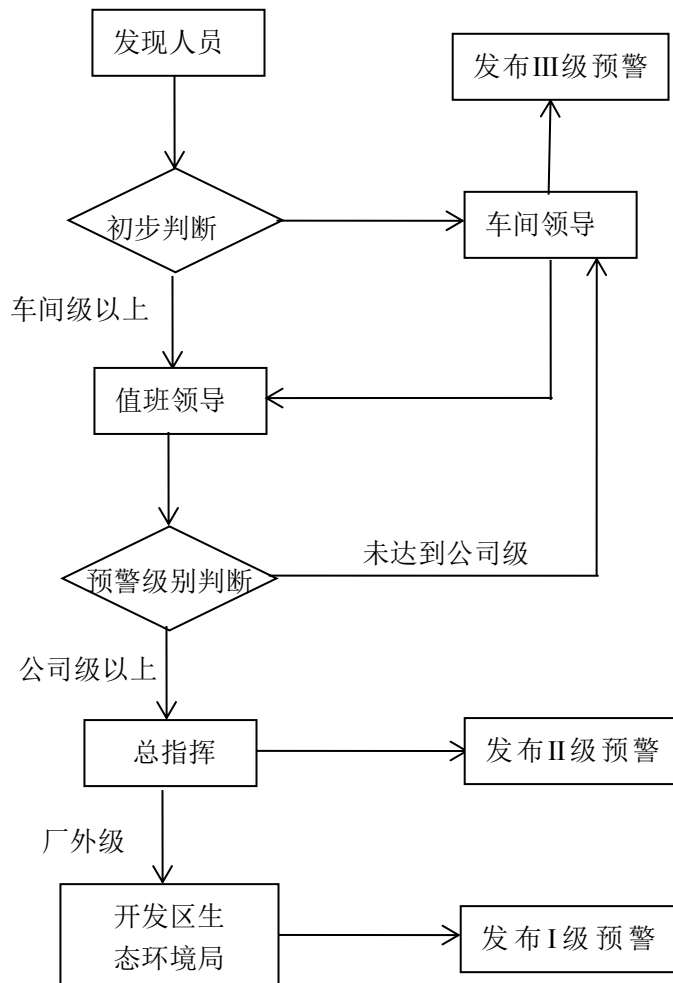 发现人员
发布Ⅲ级预警
初步判断
车间领导
车间级以上
值班领导
未达到公司级
预警级别判断
公司级以上
总指挥
发布Ⅱ级预警
厂外级
开发区生
态环境局
发布Ⅰ级预警